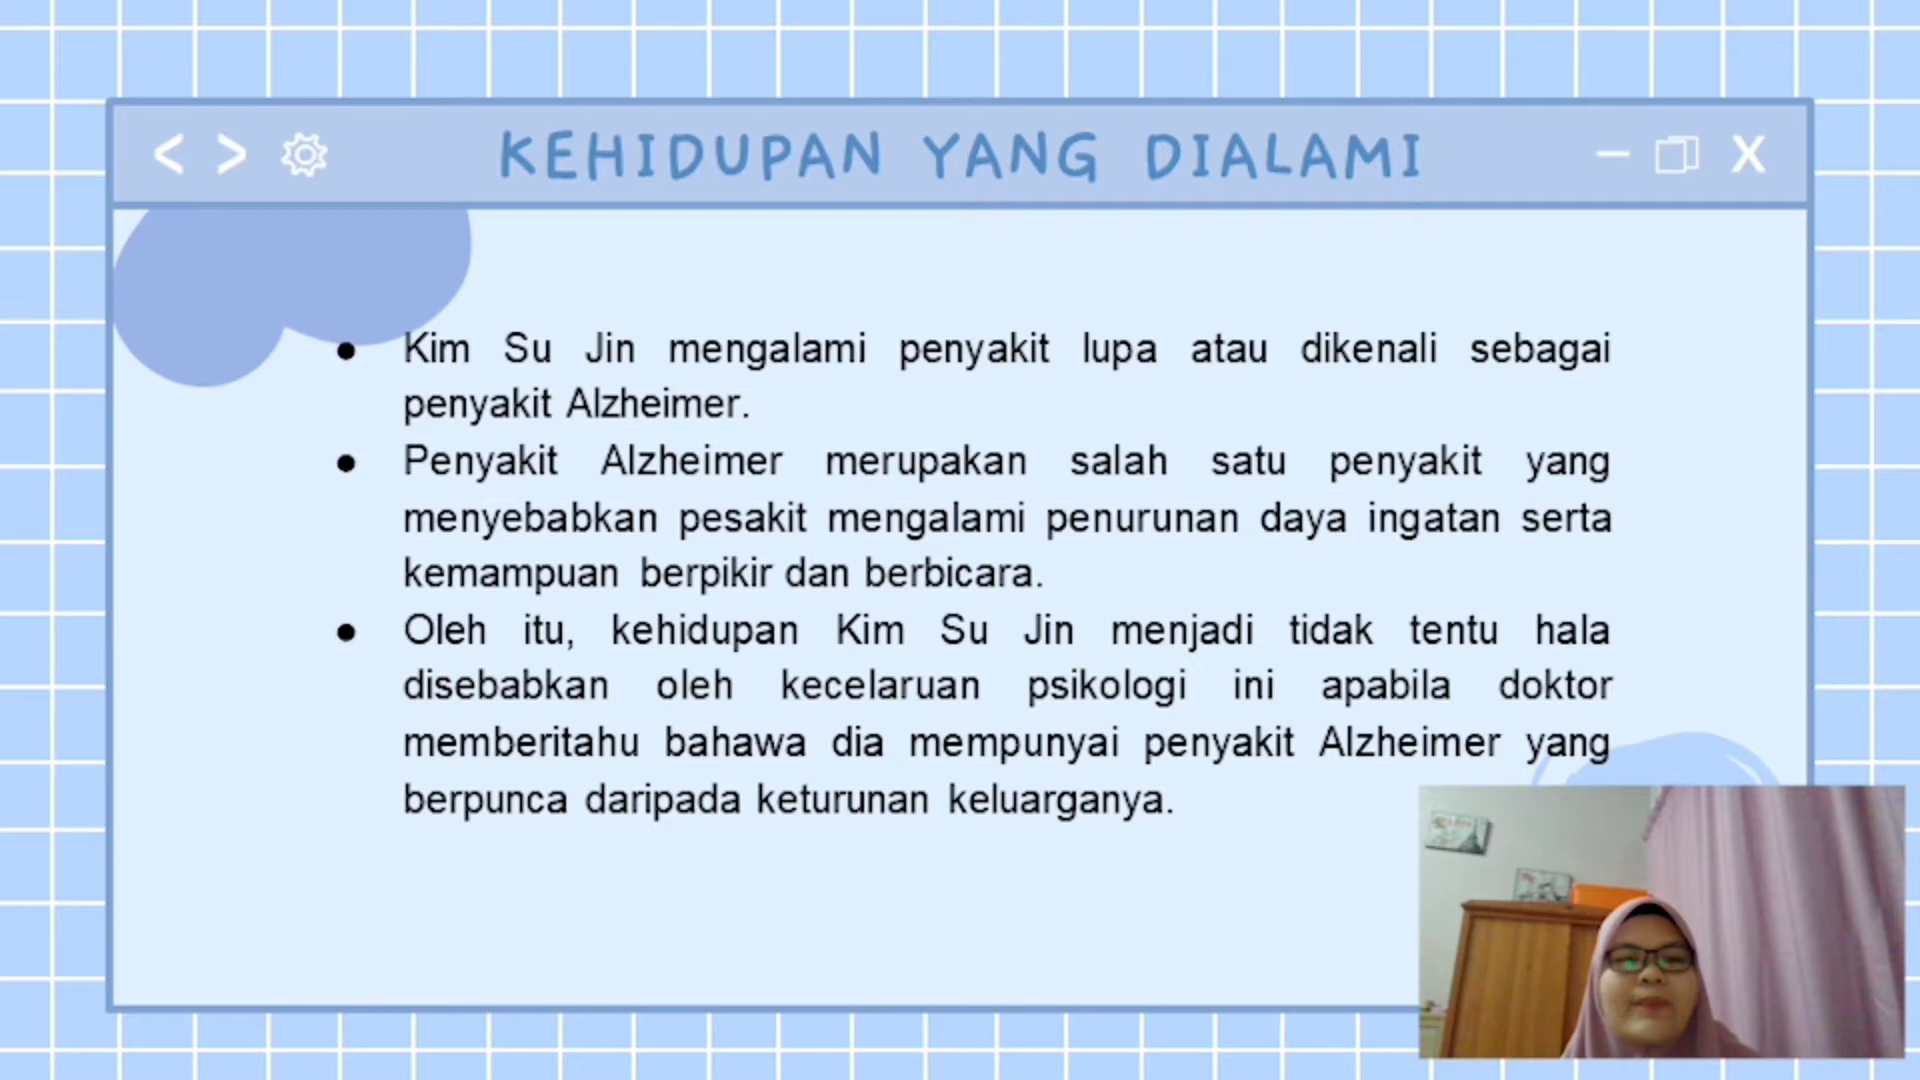 KEHIDUPAN YANG DIALAMI
● Kim Su Jin mengalami penyakit lupa atau dikenali sebagai
penyakit Alzheimer.
● Penyakit Alzheimer merupakan salah satu penyakit yang
menyebabkan pesakit mengalami penurunan daya ingatan serta
kemampuan berpikir dan berbicara.
● Oleh itu, kehidupan Kim Su Jin menjadi tidak tentu hala
disebabkan oleh kecelaruan psikologi ini apabila doktor
memberitahu bahawa dia mempunyai penyakit Alzheimer yang
berpunca daripada keturunan keluarganya.